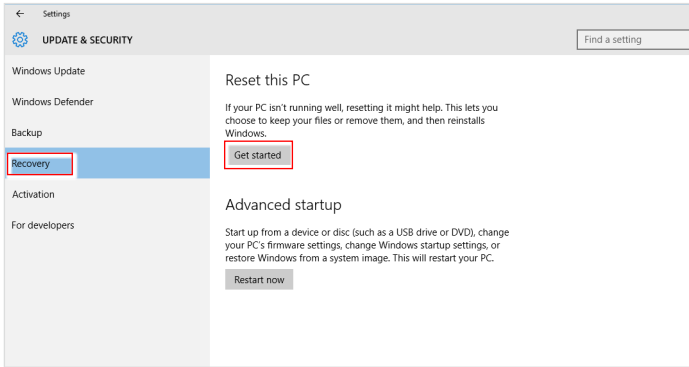 ← Settings
UPDATE & SECURITY
Find a setting
Windows Update
Windows Defender
Backup
Recovery
Activation
For developers
Reset this PC
If your PC isn't running well, resetting it might help. This lets you
choose to keep your files or remove them, and then reinstalls
Windows.
Get started
Advanced startup
Start up from a device or disc (such as a USB drive or DVD), change
your PC's firmware settings, change Windows startup settings, or
restore Windows from a system image. This will restart your PC.
Restart now